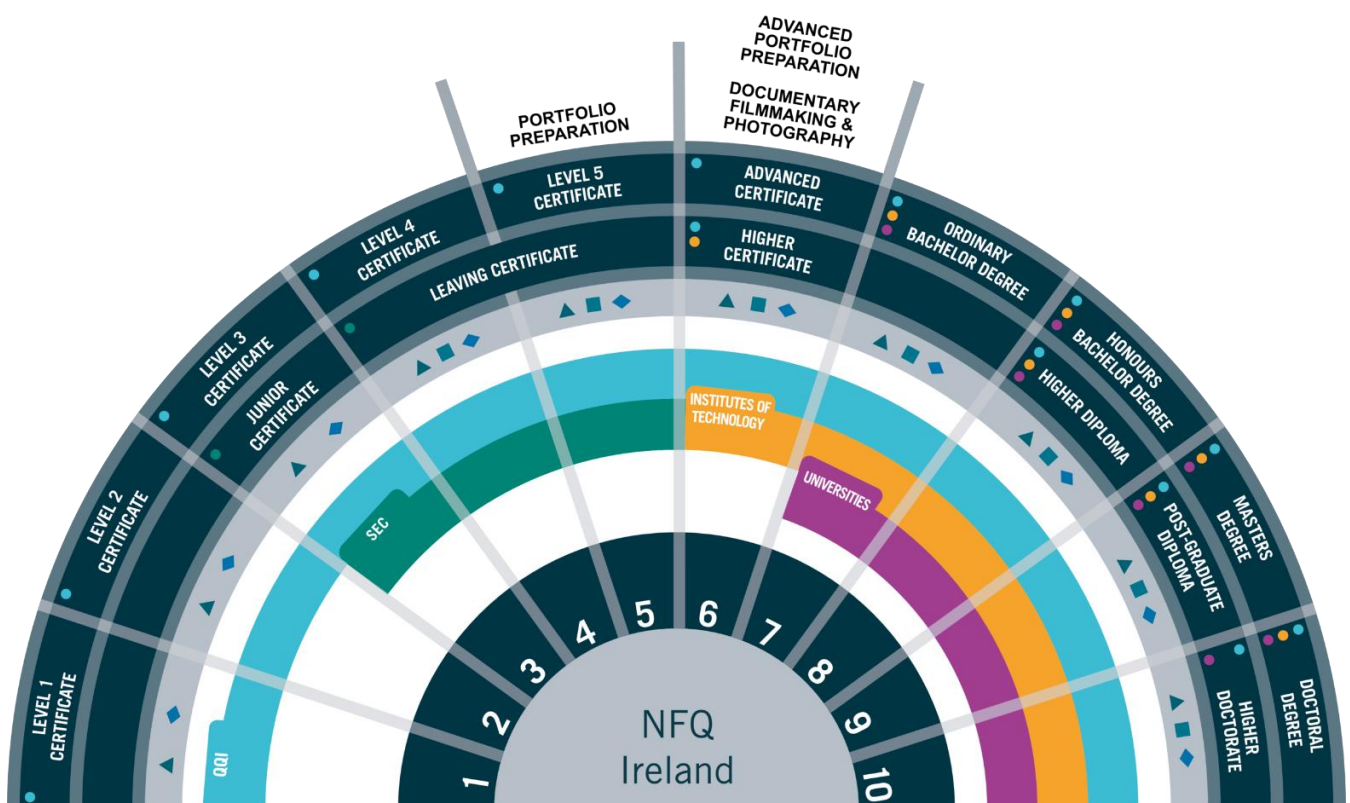 ADVANCED
PORTFOLIO
PREPARATION
DOCUMENTARY
FILMMAKING &
PHOTOGRAPHY
PORTFOLIO
PREPARATION
LEVEL 1
CERTIFICATE
LEVEL 2
CERTIFICATE
LEVEL 3
CERTIFICATE
LEVEL 4
CERTIFICATE
LEVEL 5
CERTIFICATE
ADVANCED
CERTIFICATE
ORDINARY
BACHELOR DEGREE
HONOURS
BACHELOR DEGREE
MASTERS
DEGREE
DOCTORAL
DEGREE
JUNIOR
CERTIFICATE
LEAVING CERTIFICATE
HIGHER
CERTIFICATE
HIGHER DIPLOMA
POST-GRADUATE
DIPLOMA
HIGHER
DOCTORATE
QQI
SEC
INSTITUTES OF
TECHNOLOGY
UNIVERSITIES
1
2
3
4
5
6
7
8
9
10
NFQ
Ireland